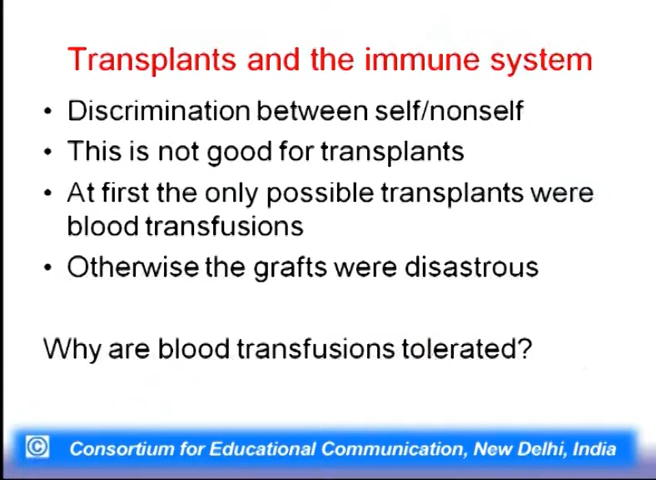 Transplants and the immune system
• Discrimination between self/nonself
• This is not good for transplants
• At first the only possible transplants were
blood transfusions
• Otherwise the grafts were disastrous
Why are blood transfusions tolerated?
© Consortium for Educational Communication, New Delhi, India